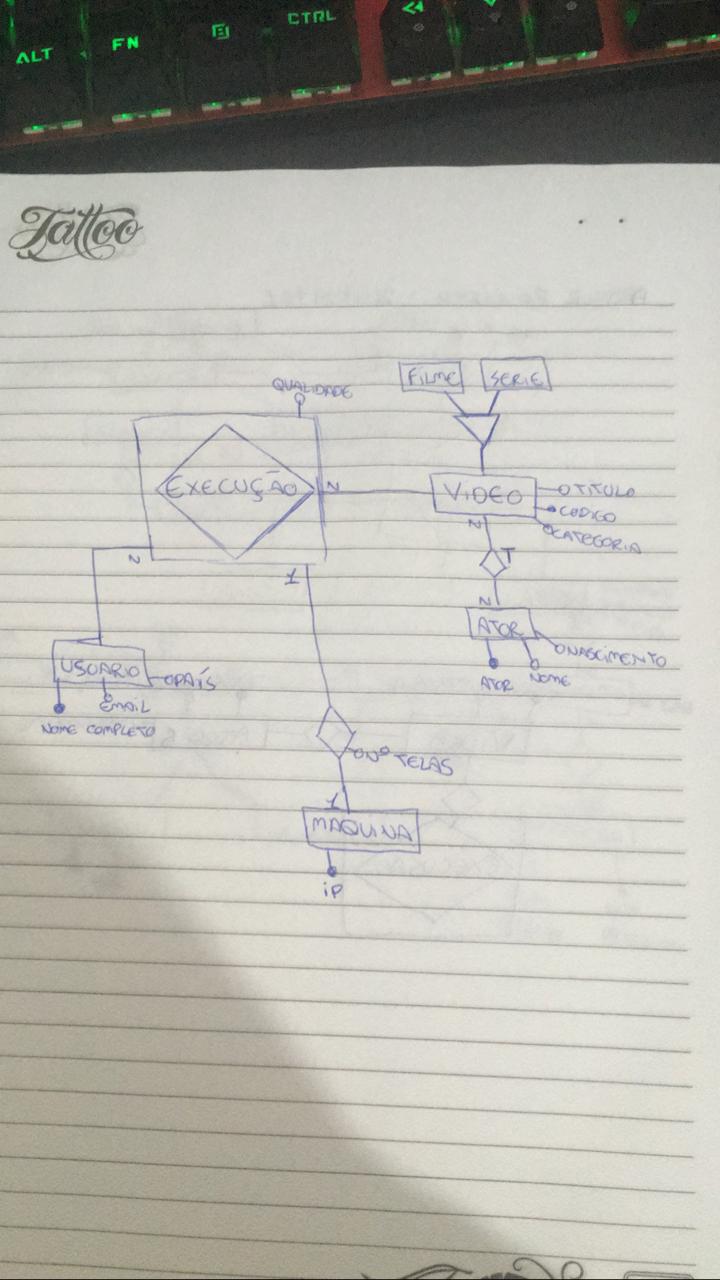 ALT
FN
CTRL
Tattoo
QUALIDADE
FILME
SERIE
EXECUÇÃO
N
VIDEO
TITULO
CODIGO
CATEGORIA
N
T
N
1
N
ATOR
NASCIMENTO
ATOR
NOME
USUARIO
PAÍS
EMAIL
NOME COMPLETO
Nº TELAS
1
MAQUINA
iP